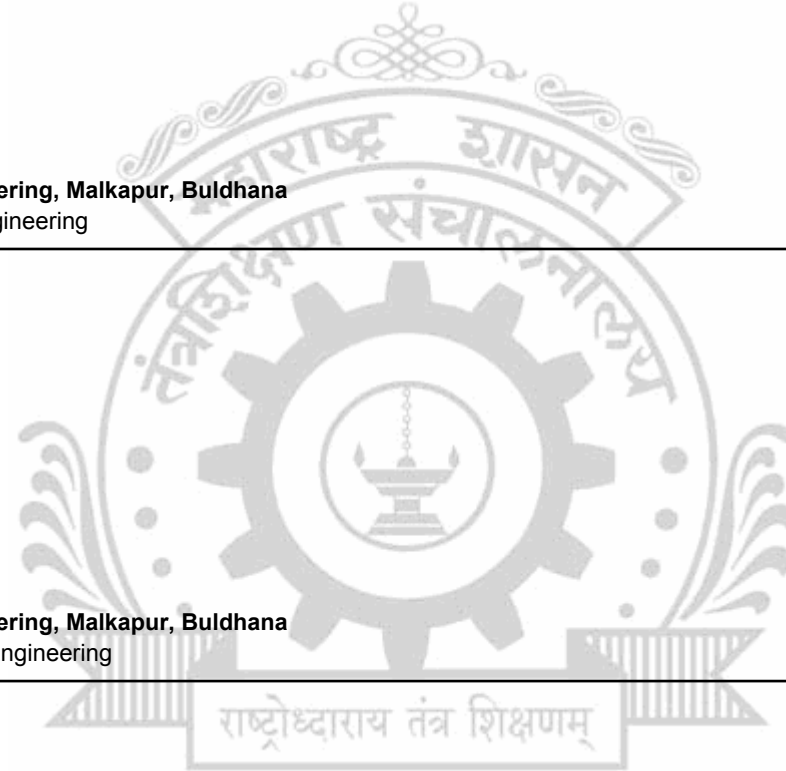 महाराष्ट्र शासन
ering, Malkapur, Buldhana
gineering
तंत्रशिक्षण संचालनालय
ering, Malkapur, Buldhana
ngineering
राष्ट्रोध्दाराय तंत्र शिक्षणम्